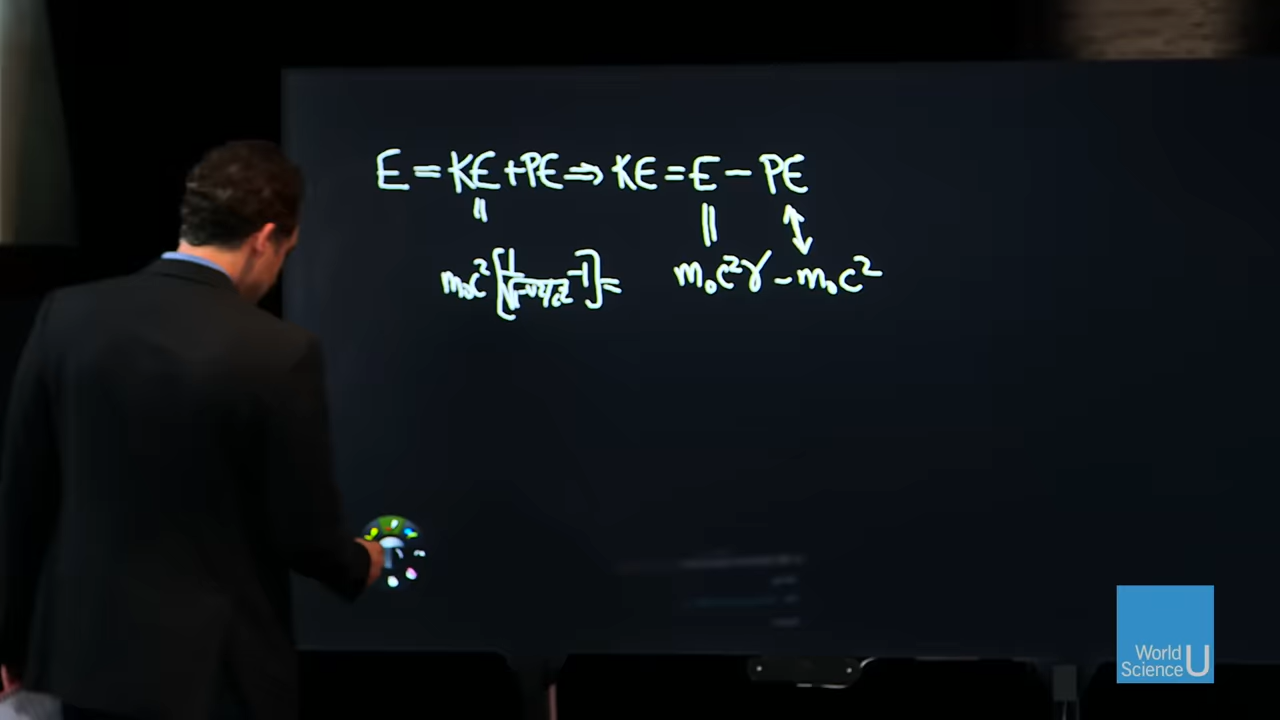 E = KE + PE ⇒ KE = E − PE
m₀c² [1/√(1−v²/c²) −1] = m₀c²γ − m₀c²
World
Science U